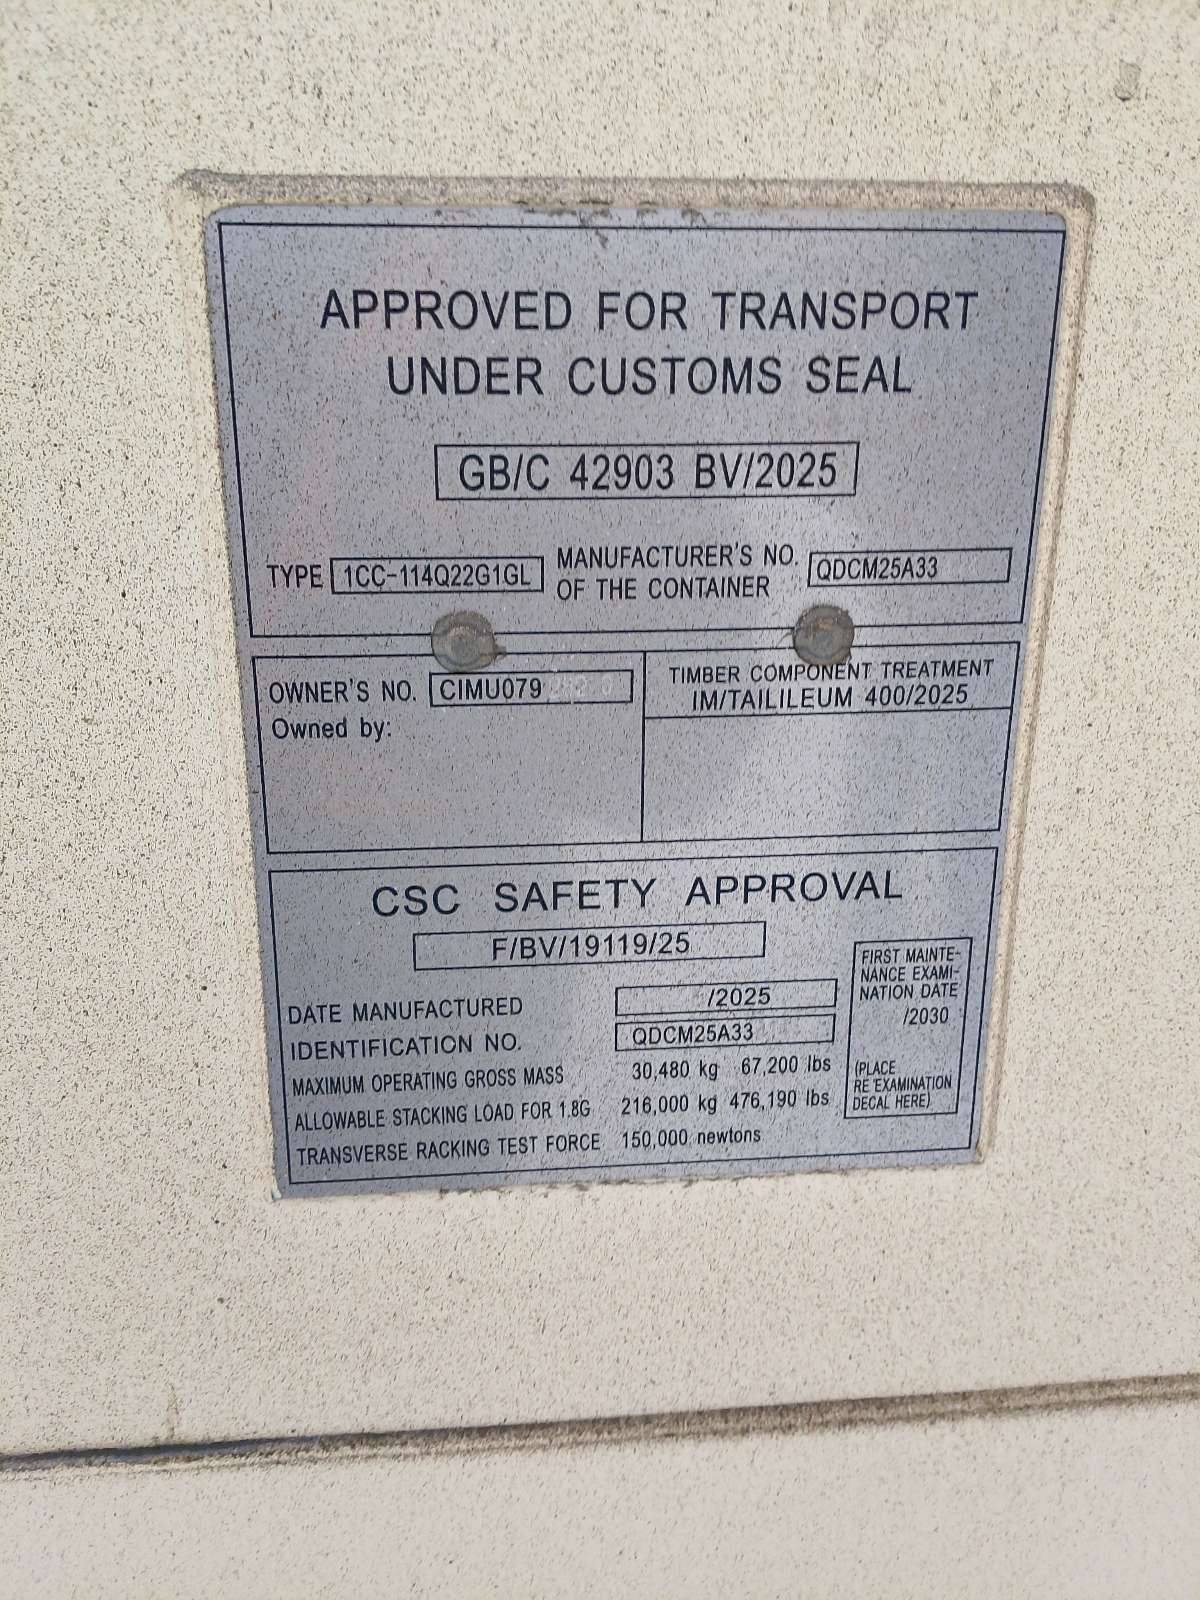 APPROVED FOR TRANSPORT
UNDER CUSTOMS SEAL
GB/C 42903 BV/2025
TYPE 1CC-114Q22G1GL
MANUFACTURER'S NO.
OF THE CONTAINER
QDCM25A33
OWNER'S NO. CIMU079
Owned by:
TIMBER COMPONENT TREATMENT
IM/TAILILEUM 400/2025
CSC SAFETY APPROVAL
F/BV/19119/25
DATE MANUFACTURED /2025
IDENTIFICATION NO. QDCM25A33
MAXIMUM OPERATING GROSS MASS 30,480 kg 67,200 lbs
ALLOWABLE STACKING LOAD FOR 1.8G 216,000 kg 476,190 lbs
TRANSVERSE RACKING TEST FORCE 150,000 newtons
FIRST MAINTE-
NANCE EXAMI-
NATION DATE
/2030
(PLACE
RE EXAMINATION
DECAL HERE)